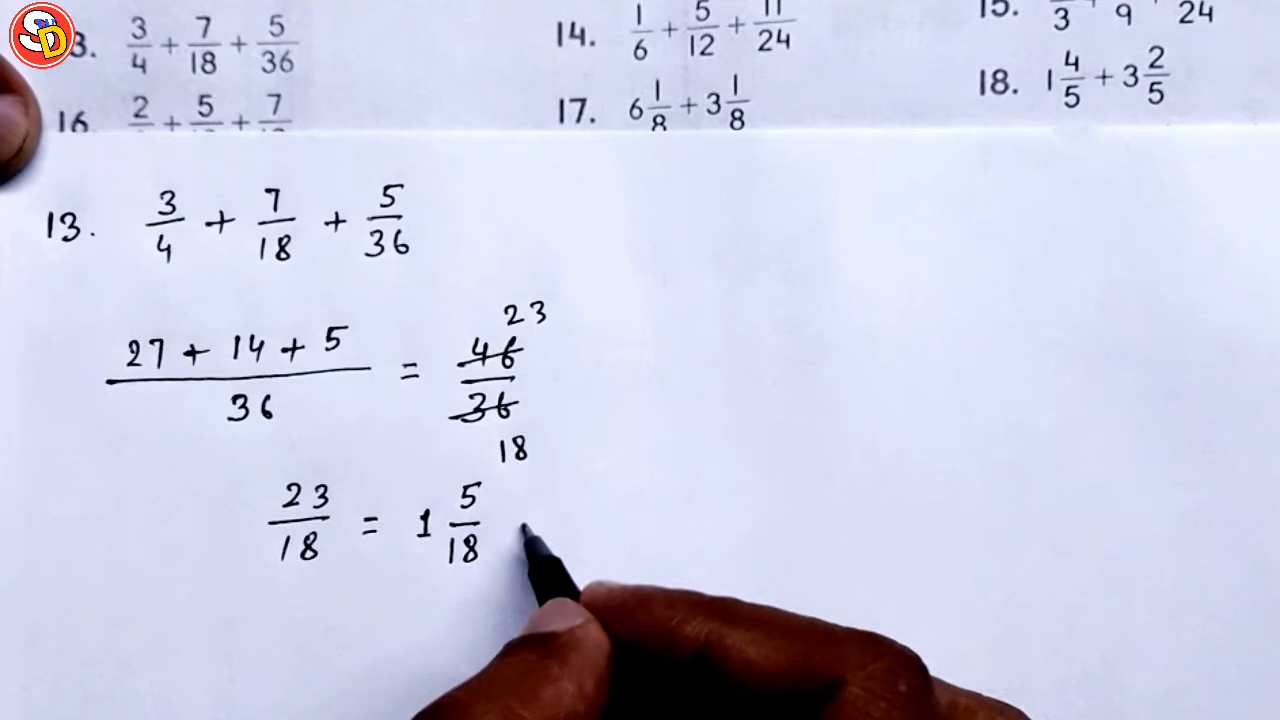 SD
3. 3/4 + 7/18 + 5/36
14. 1/6 + 5/12 + 11/24
15. /3 + /9 + /24
16 2/ + 5/ + 7/
17. 6 1/8 + 3 1/8
18. 1 4/5 + 3 2/5
13. 3/4 + 7/18 + 5/36
27 + 14 + 5 / 36 = 46/36 23 18
23/18 = 1 5/18